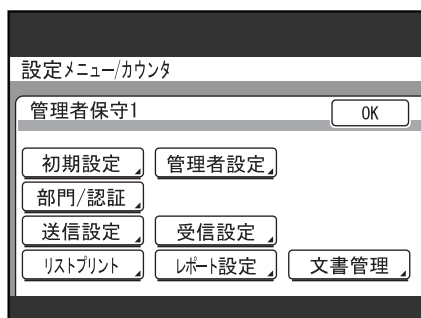 設定メニュー/カウンタ
管理者保守1 OK
初期設定 管理者設定
部門/認証
送信設定 受信設定
リストプリント レポート設定 文書管理